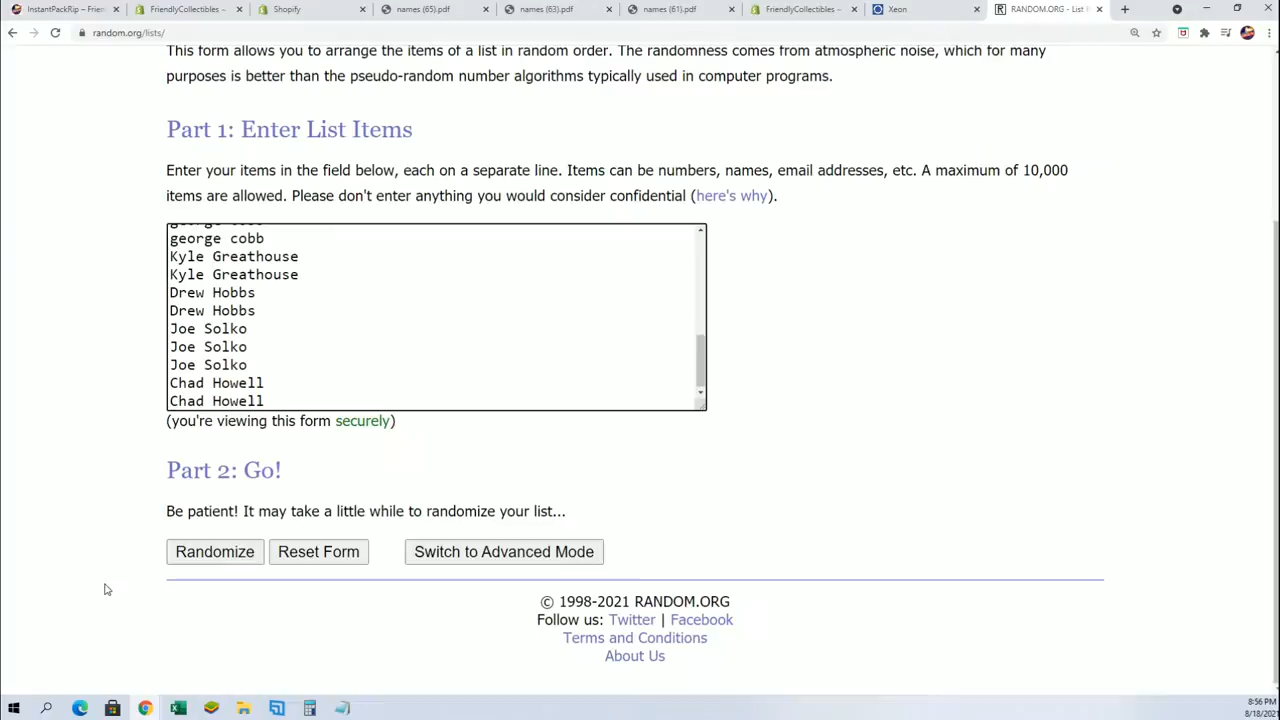 InstantPackRip – Frien
FriendlyCollectibles –
Shopify
names (65).pdf
names (63).pdf
names (61).pdf
FriendlyCollectibles –
Xeon
RANDOM.ORG - List
random.org/lists/
This form allows you to arrange the items of a list in random order. The randomness comes from atmospheric noise, which for many
purposes is better than the pseudo-random number algorithms typically used in computer programs.
Part 1: Enter List Items
Enter your items in the field below, each on a separate line. Items can be numbers, names, email addresses, etc. A maximum of 10,000
items are allowed. Please don't enter anything you would consider confidential (here's why).
george cobb
Kyle Greathouse
Kyle Greathouse
Drew Hobbs
Drew Hobbs
Joe Solko
Joe Solko
Joe Solko
Chad Howell
Chad Howell
(you're viewing this form securely)
Part 2: Go!
Be patient! It may take a little while to randomize your list...
Randomize Reset Form Switch to Advanced Mode
© 1998-2021 RANDOM.ORG
Follow us: Twitter | Facebook
Terms and Conditions
About Us
8:56 PM
8/18/2021